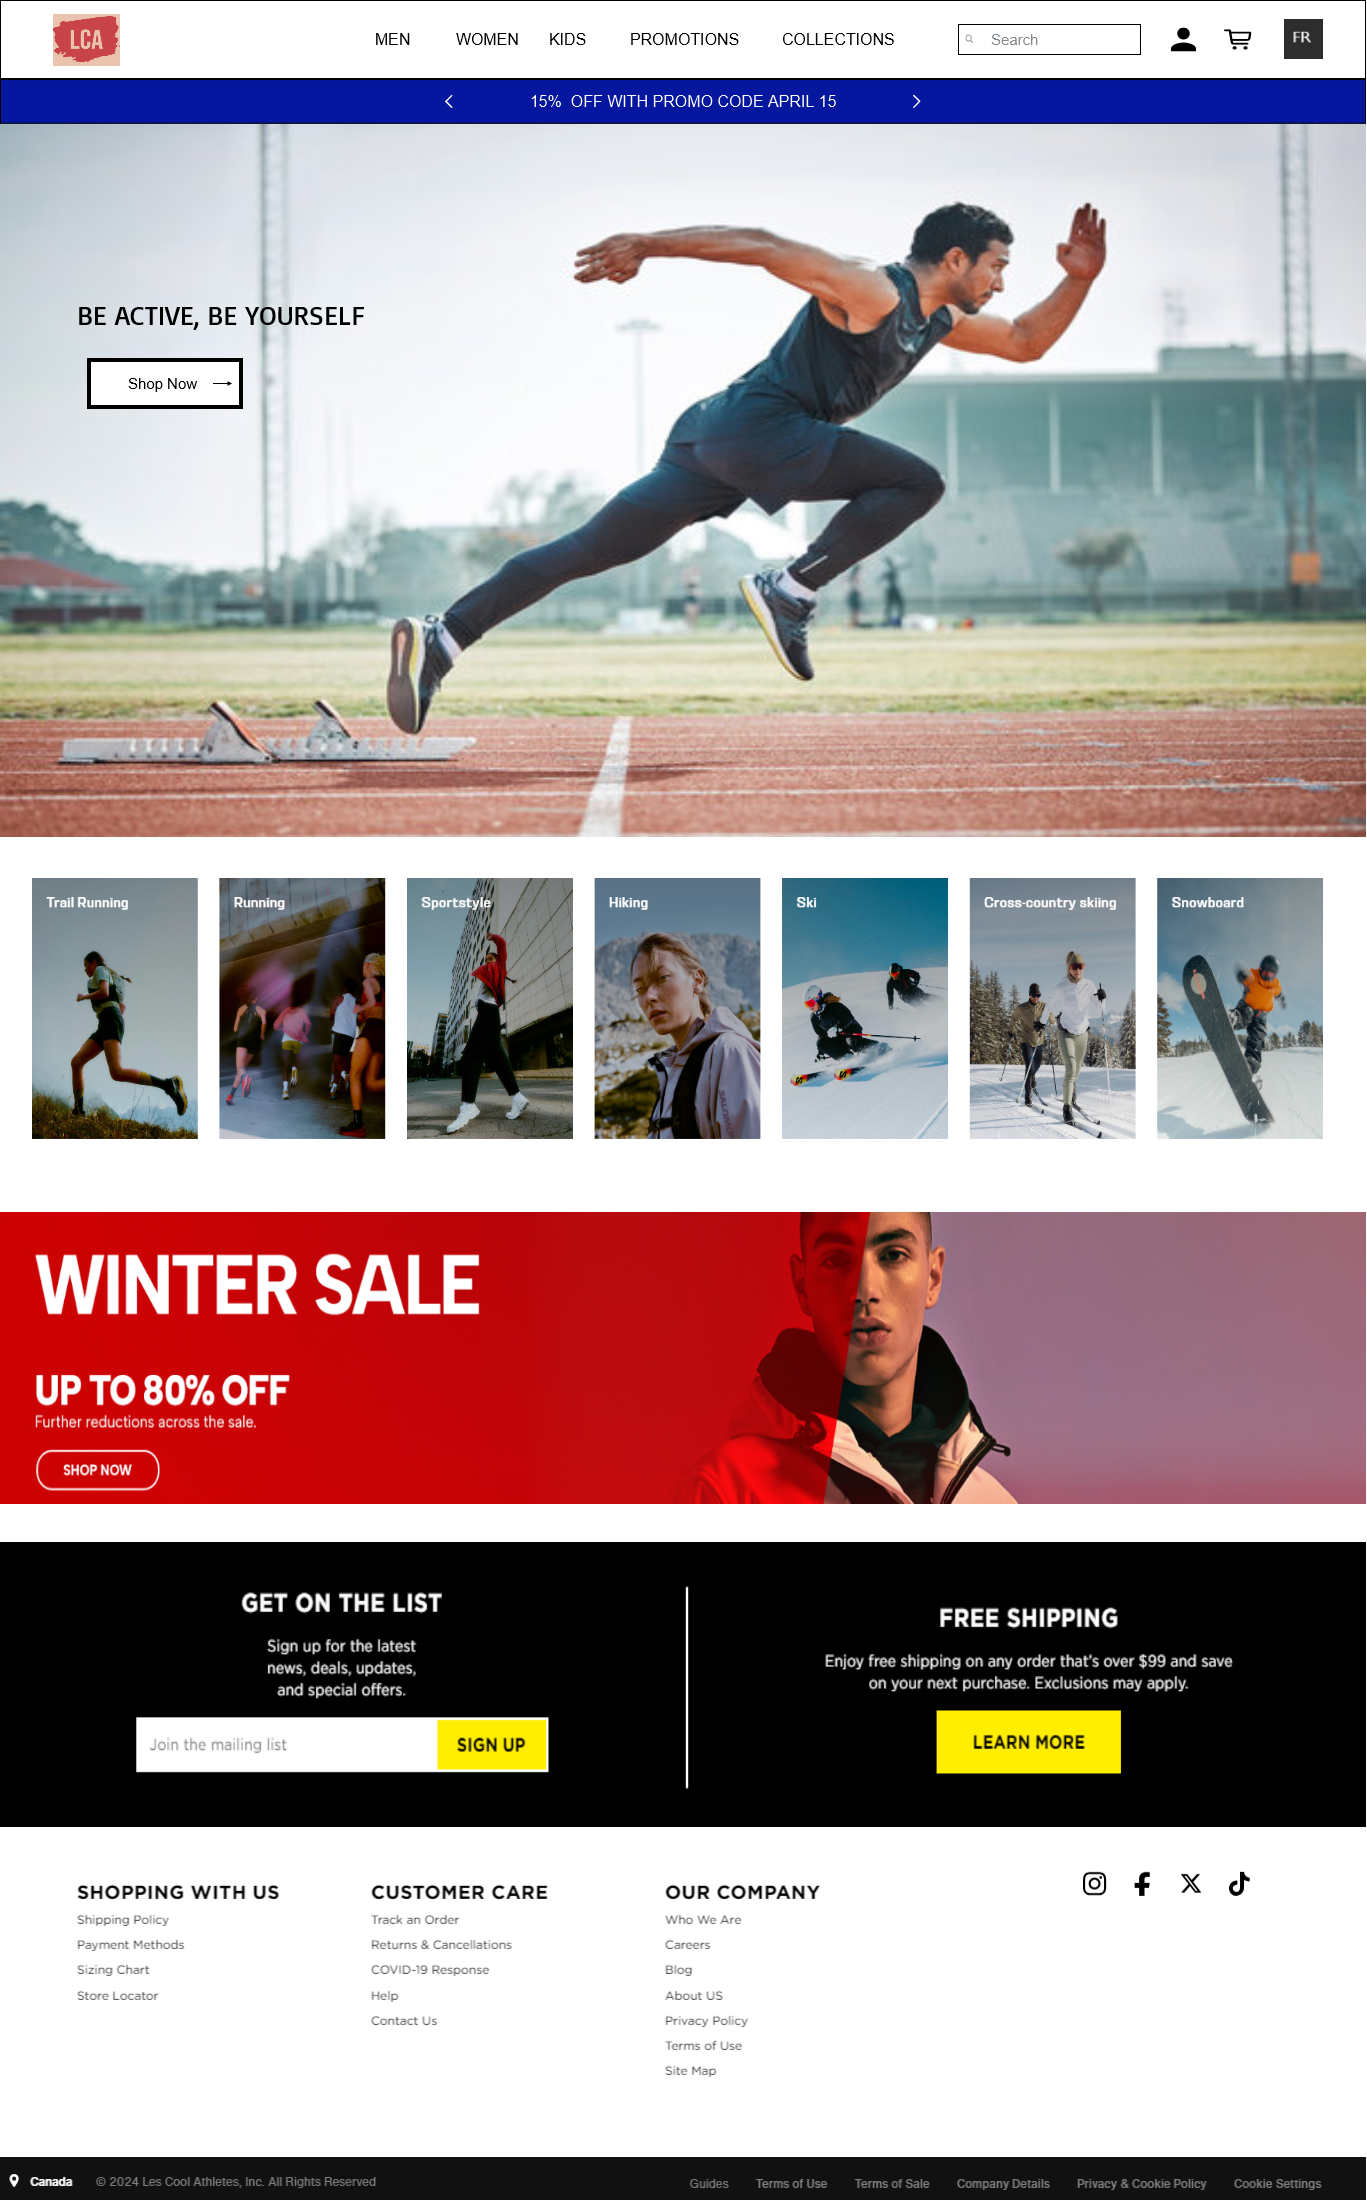 LCA
MEN WOMEN KIDS PROMOTIONS COLLECTIONS
Search
FR
15% OFF WITH PROMO CODE APRIL 15
BE ACTIVE, BE YOURSELF
Shop Now
Trail Running
Running
Sportstyle
Hiking
Ski
Cross-country skiing
Snowboard
SALOMON
WINTER SALE
UP TO 80% OFF
Further reductions across the sale.
SHOP NOW
GET ON THE LIST
Sign up for the latest
news, deals, updates,
and special offers.
Join the mailing list
SIGN UP
FREE SHIPPING
Enjoy free shipping on any order that's over $99 and save
on your next purchase. Exclusions may apply.
LEARN MORE
SHOPPING WITH US
Shipping Policy
Payment Methods
Sizing Chart
Store Locator
CUSTOMER CARE
Track an Order
Returns & Cancellations
COVID-19 Response
Help
Contact Us
OUR COMPANY
Who We Are
Careers
Blog
About US
Privacy Policy
Terms of Use
Site Map
Canada
© 2024 Les Cool Athletes, Inc. All Rights Reserved
Guides Terms of Use Terms of Sale Company Details Privacy & Cookie Policy Cookie Settings